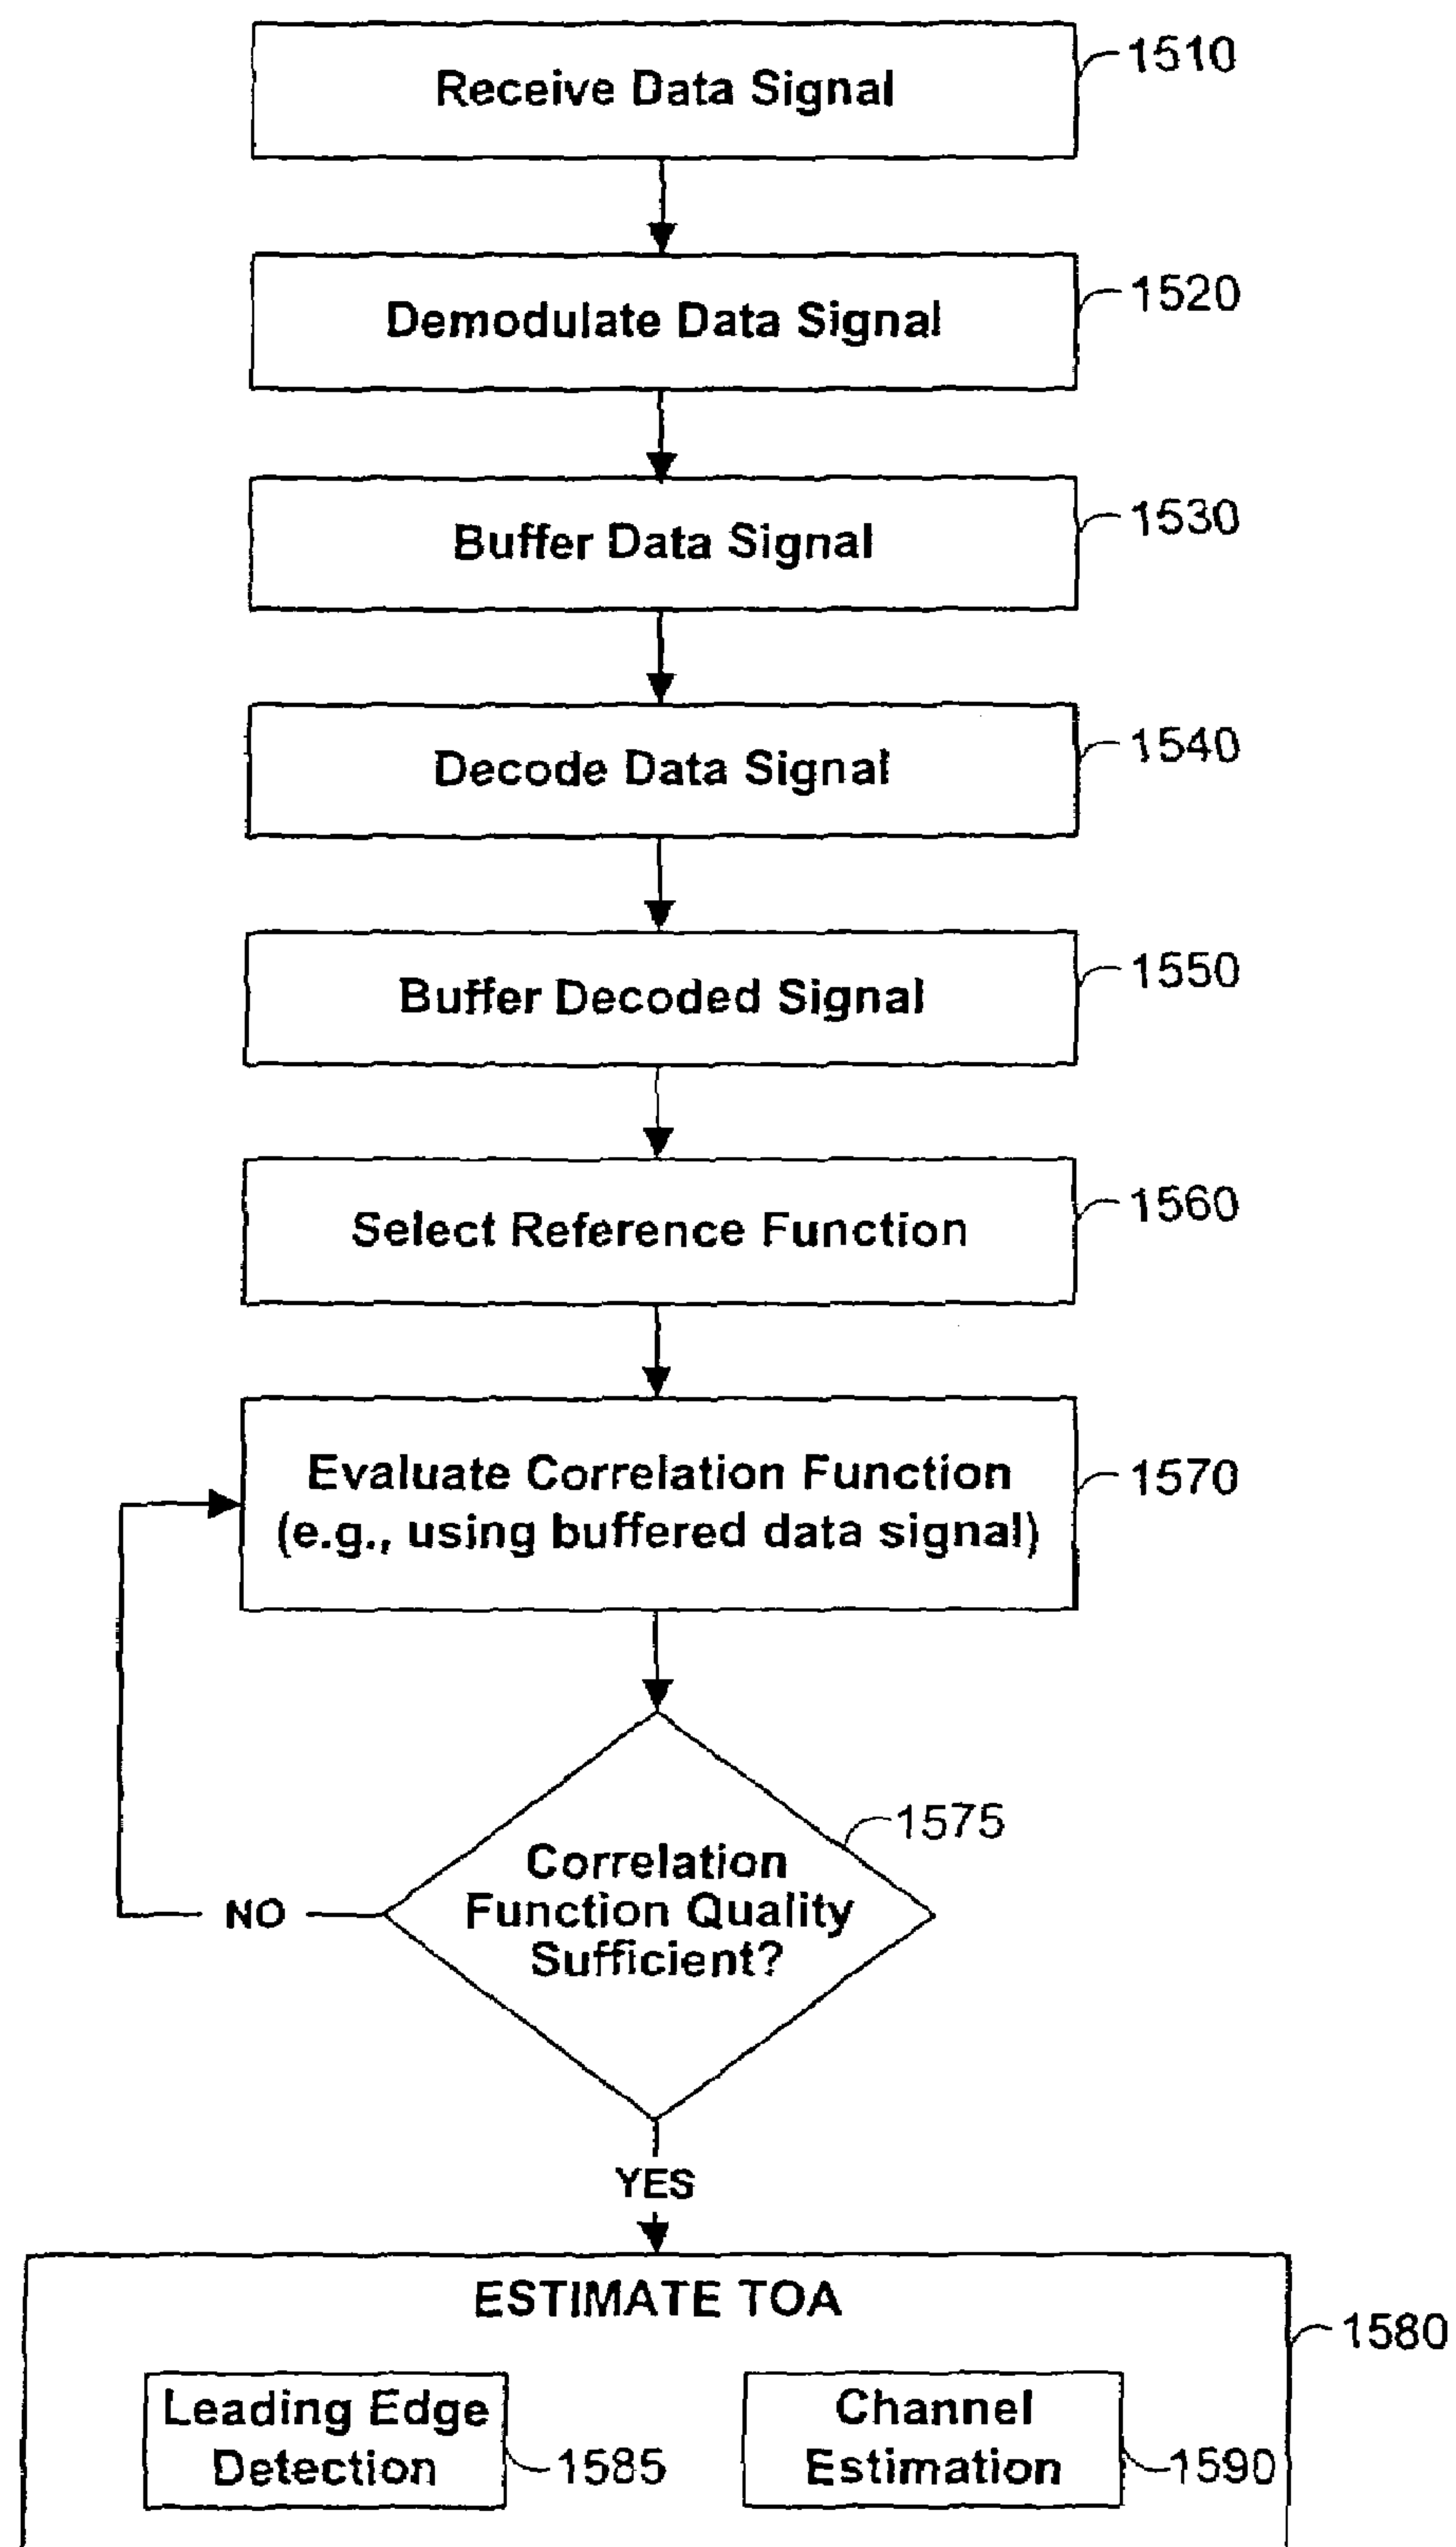 Receive Data Signal
1510
Demodulate Data Signal
1520
Buffer Data Signal
1530
Decode Data Signal
1540
Buffer Decoded Signal
1550
Select Reference Function
1560
Evaluate Correlation Function
(e.g., using buffered data signal)
1570
1575
Correlation
Function Quality
Sufficient?
NO
YES
ESTIMATE TOA
1580
Leading Edge
Detection
1585
Channel
Estimation
1590